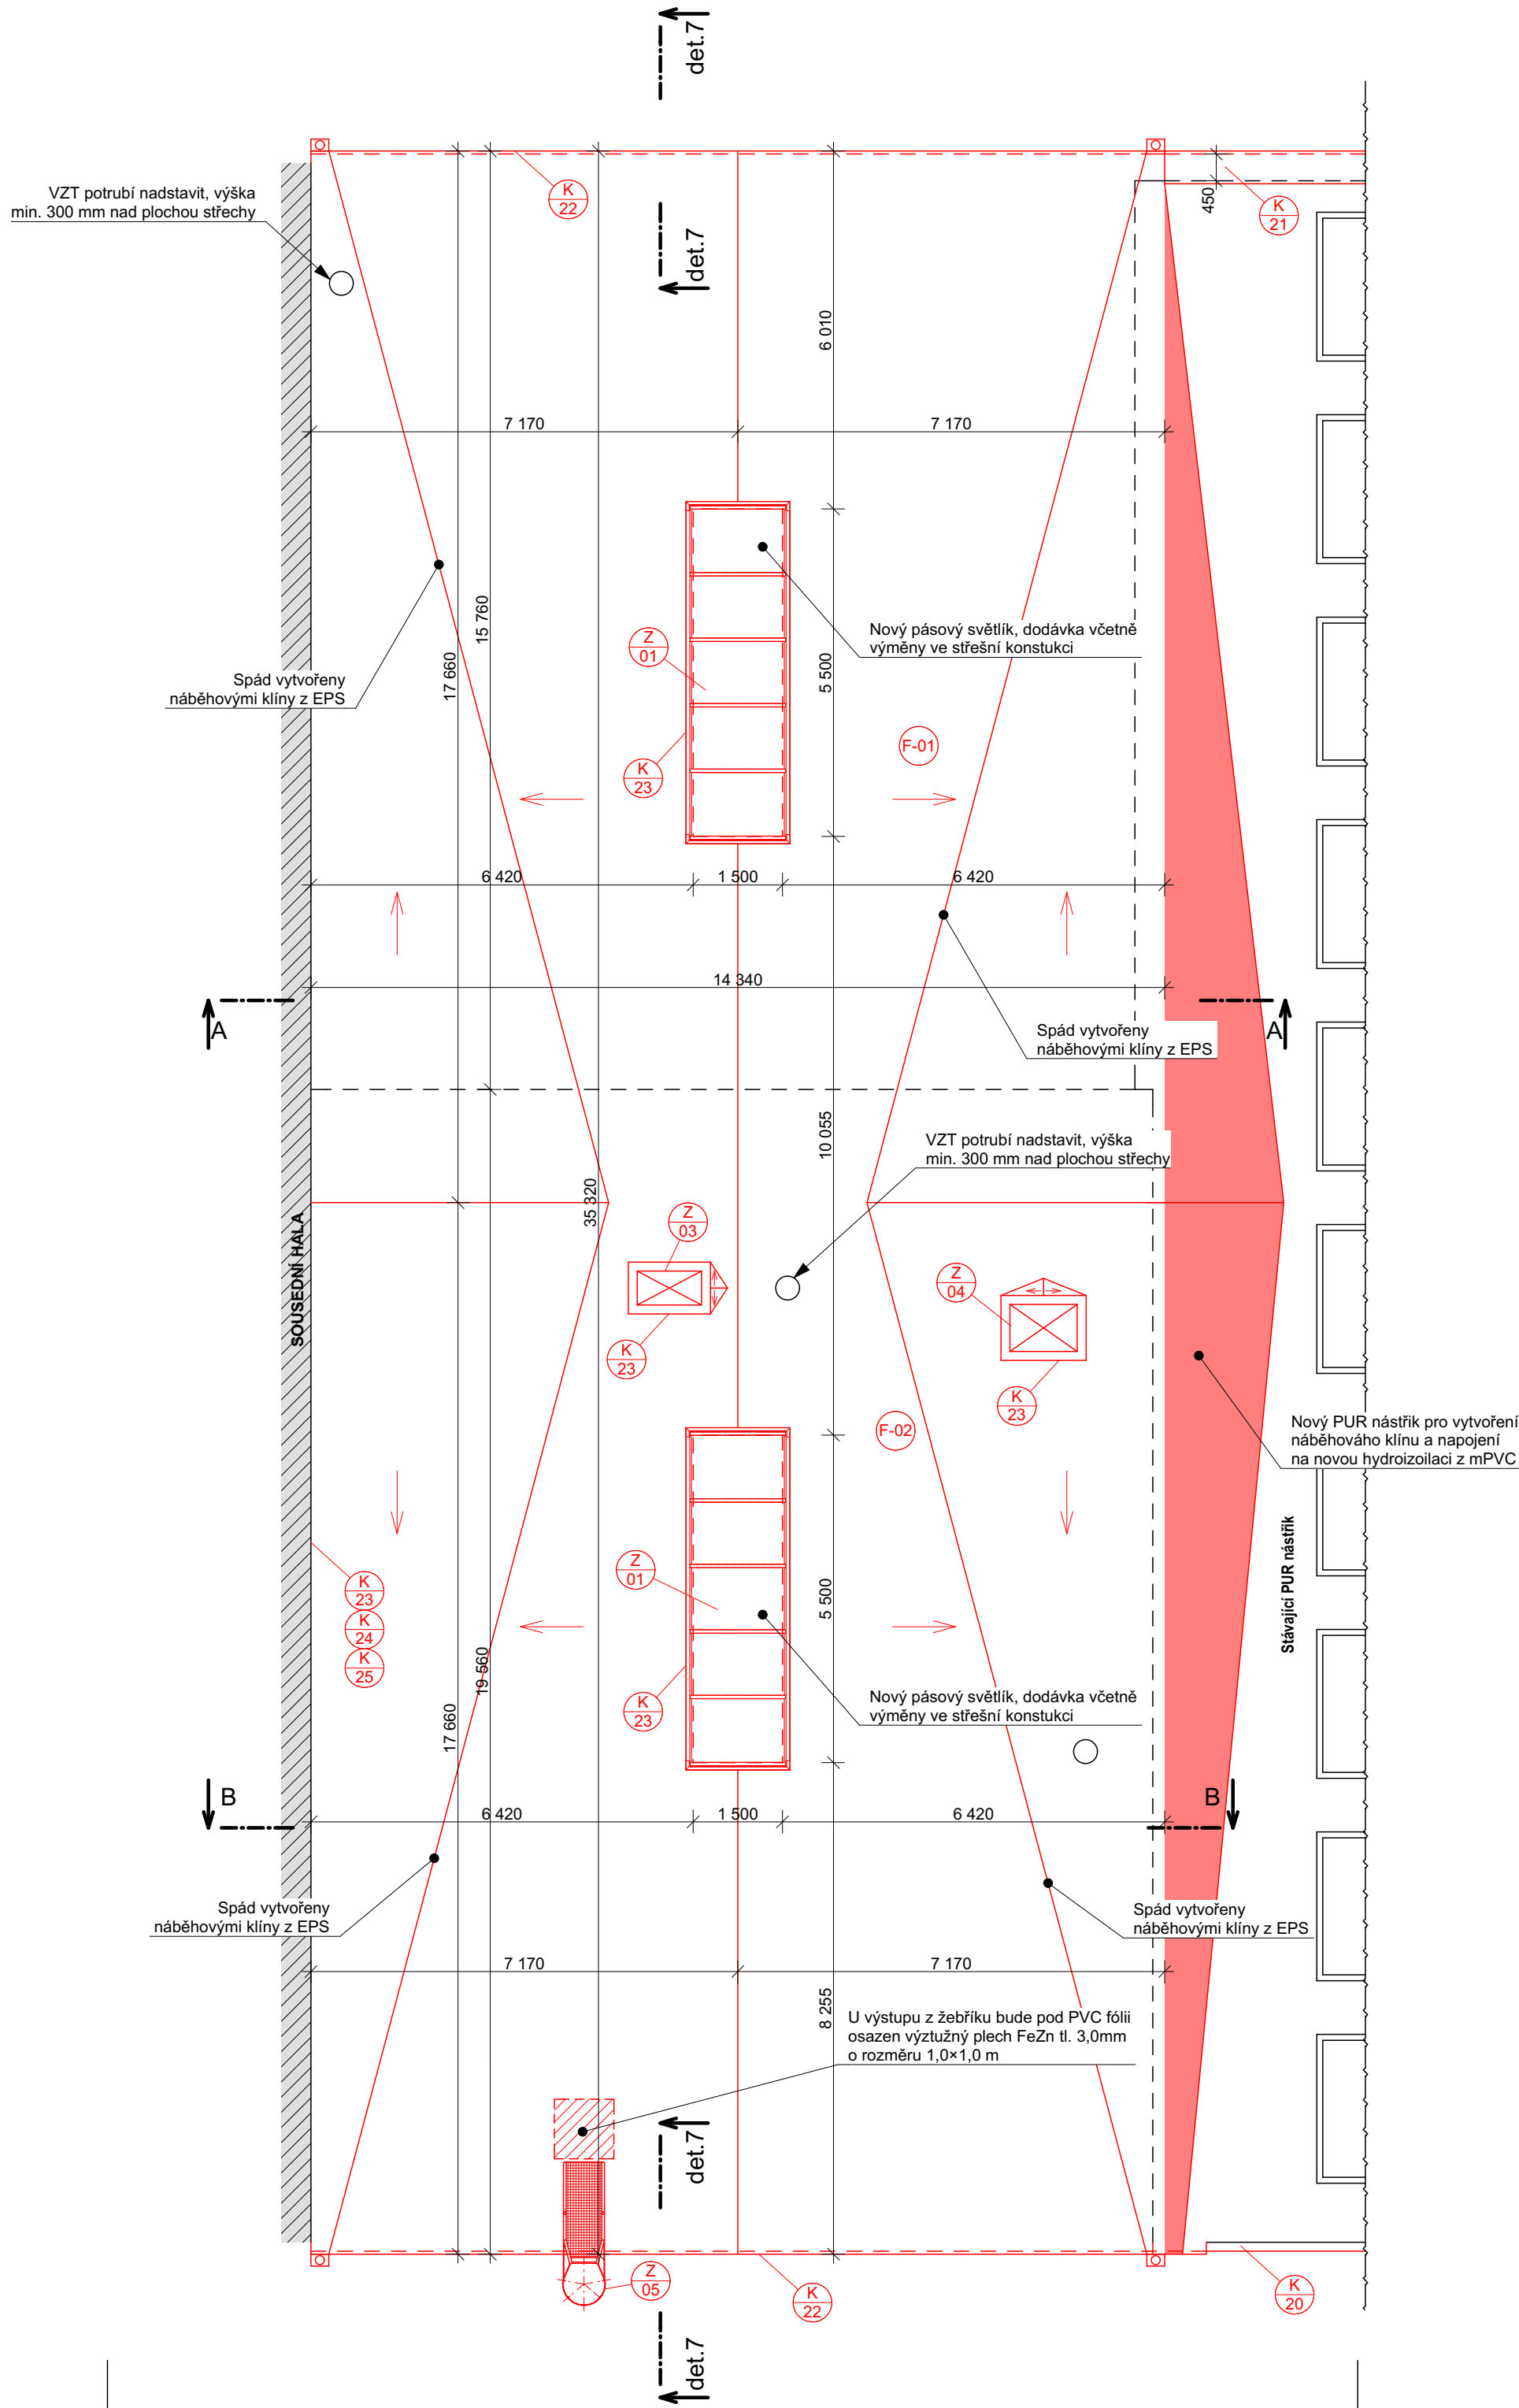 det.7
VZT potrubí nadstavit, výška
min. 300 mm nad plochou střechy
K
22
det.7
450
K
21
6 010
7 170
7 170
15 760
17 660
Z
01
Nový pásový světlík, dodávka včetně
výměny ve střešní konstukci
5 500
Spád vytvořeny
náběhovými klíny z EPS
K
23
F-01
6 420
1 500
6 420
14 340
A
A
Spád vytvořeny
náběhovými klíny z EPS
10 055
VZT potrubí nadstavit, výška
min. 300 mm nad plochou střechy
35 320
SOUSEDNÍ HALA
Z
03
Z
04
K
23
K
23
F-02
Nový PUR nástřik pro vytvoření
náběhováho klínu a napojení
na novou hydroizoilaci z mPVC
Stávající PUR nástřik
K
23
K
24
K
25
Z
01
5 500
19 560
17 660
K
23
Nový pásový světlík, dodávka včetně
výměny ve střešní konstukci
B
B
6 420
1 500
6 420
Spád vytvořeny
náběhovými klíny z EPS
Spád vytvořeny
náběhovými klíny z EPS
7 170
7 170
8 255
U výstupu z žebříku bude pod PVC fólii
osazen výztužný plech FeZn tl. 3,0mm
o rozměru 1,0×1,0 m
det.7
Z
05
K
22
K
20
det.7